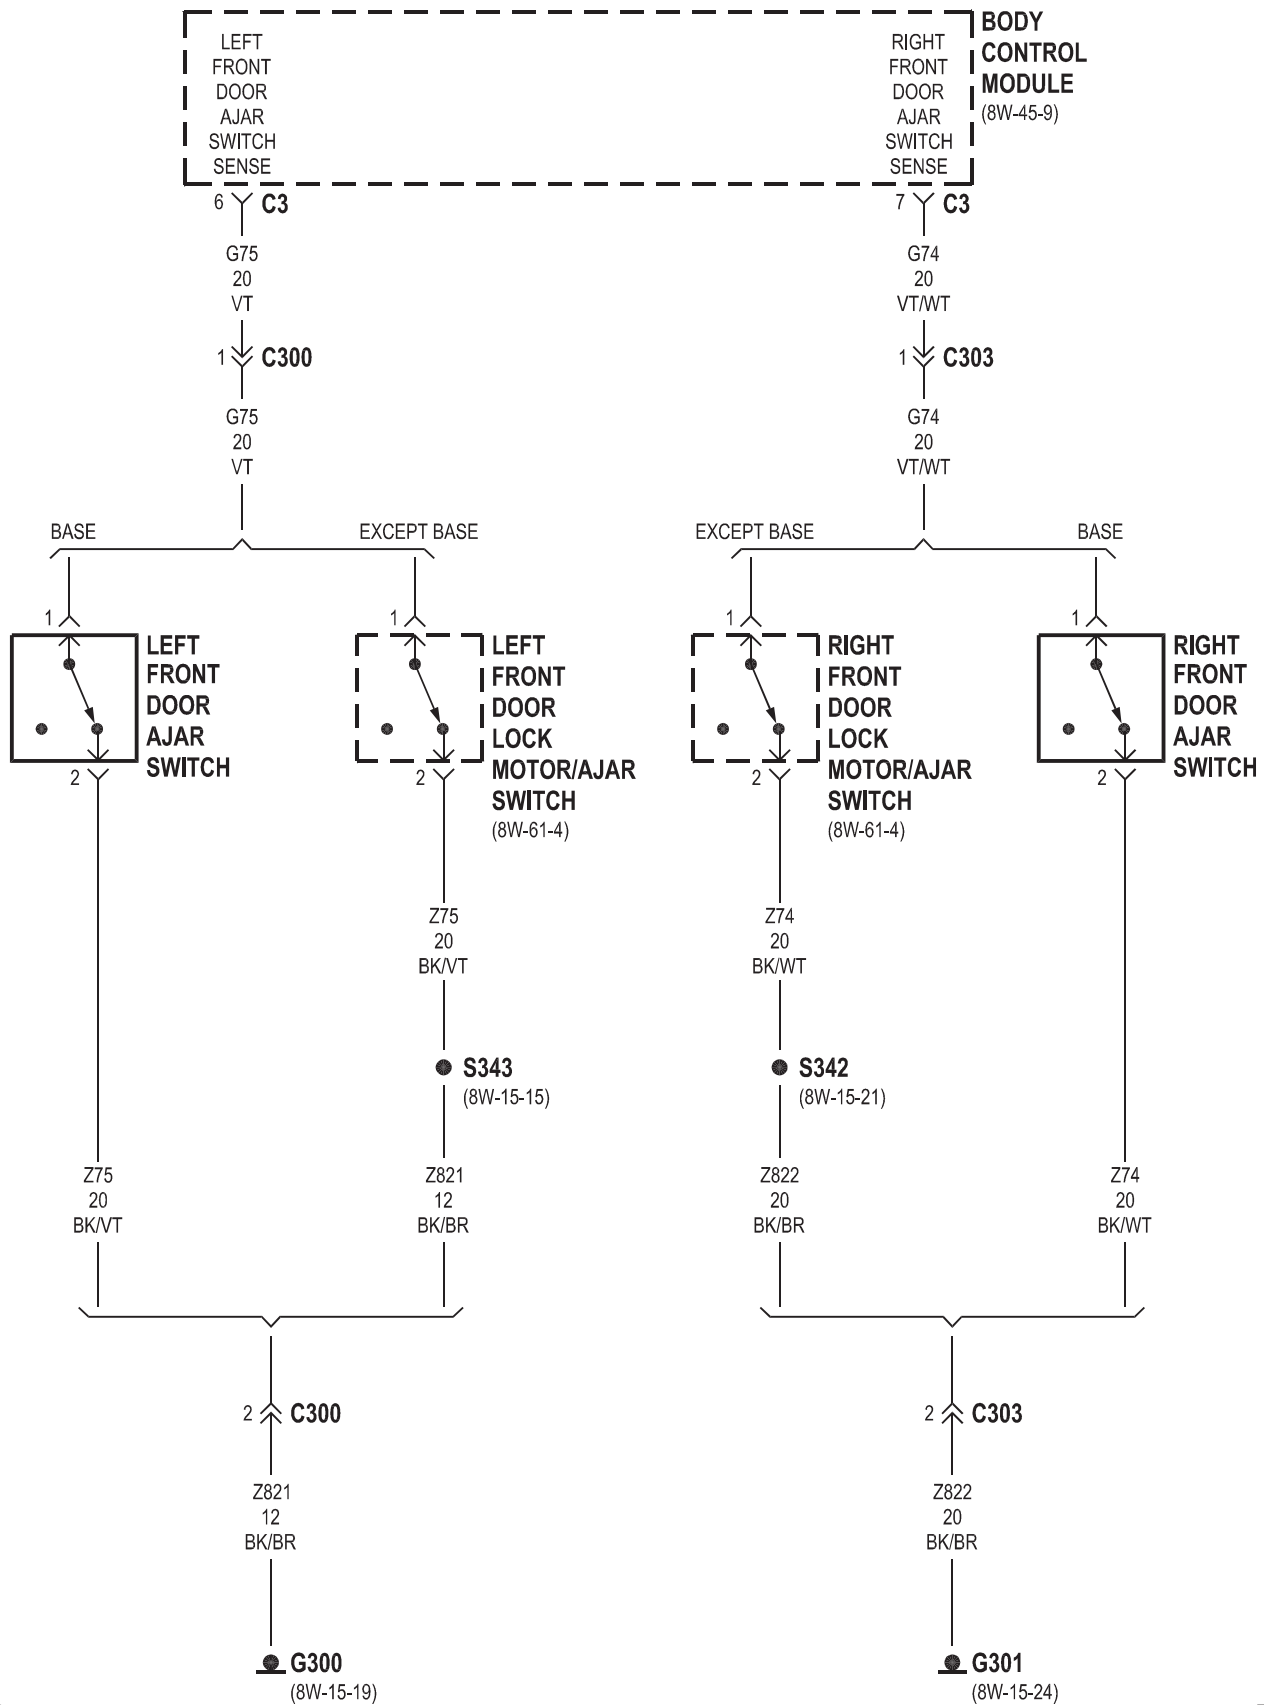 LEFT
FRONT
DOOR
AJAR
SWITCH
SENSE
RIGHT
FRONT
DOOR
AJAR
SWITCH
SENSE
BODY
CONTROL
MODULE
(8W-45-9)
6 C3
7 C3
G75
20
VT
G74
20
VT/WT
1 C300
1 C303
G75
20
VT
G74
20
VT/WT
BASE
EXCEPT BASE
EXCEPT BASE
BASE
1
LEFT
FRONT
DOOR
AJAR
SWITCH
2
1
LEFT
FRONT
DOOR
LOCK
MOTOR/AJAR
SWITCH
(8W-61-4)
2
1
RIGHT
FRONT
DOOR
LOCK
MOTOR/AJAR
SWITCH
(8W-61-4)
2
1
RIGHT
FRONT
DOOR
AJAR
SWITCH
2
Z75
20
BK/VT
Z74
20
BK/WT
S343
(8W-15-15)
S342
(8W-15-21)
Z75
20
BK/VT
Z821
12
BK/BR
Z822
20
BK/BR
Z74
20
BK/WT
2 C300
2 C303
Z821
12
BK/BR
Z822
20
BK/BR
G300
(8W-15-19)
G301
(8W-15-24)